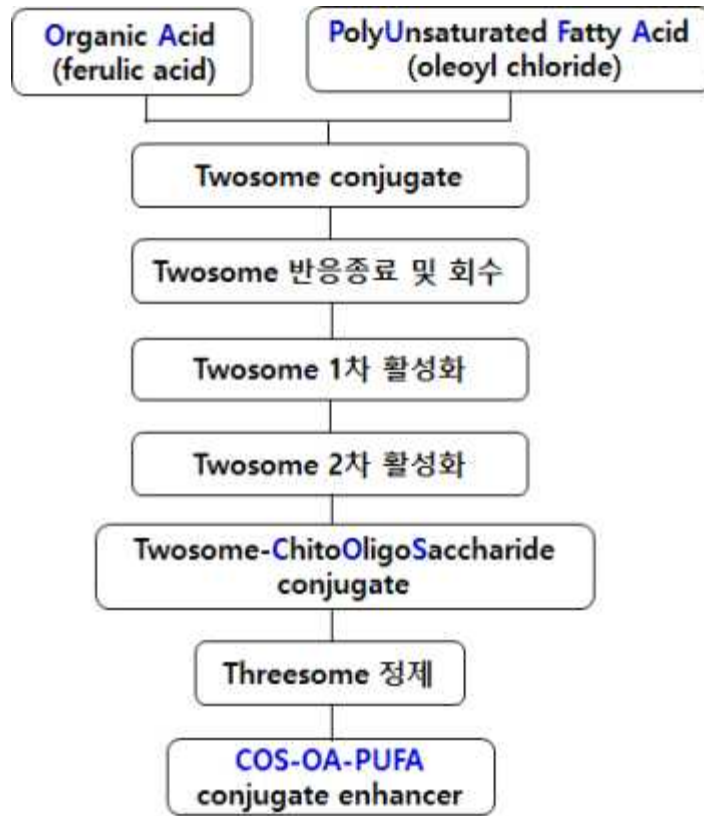 Organic Acid
(ferulic acid)
PolyUnsaturated Fatty Acid
(oleoyl chloride)
Twosome conjugate
Twosome 반응종료 및 회수
Twosome 1차 활성화
Twosome 2차 활성화
Twosome-ChitoOligoSaccharide
conjugate
Threesome 정제
COS-OA-PUFA
conjugate enhancer